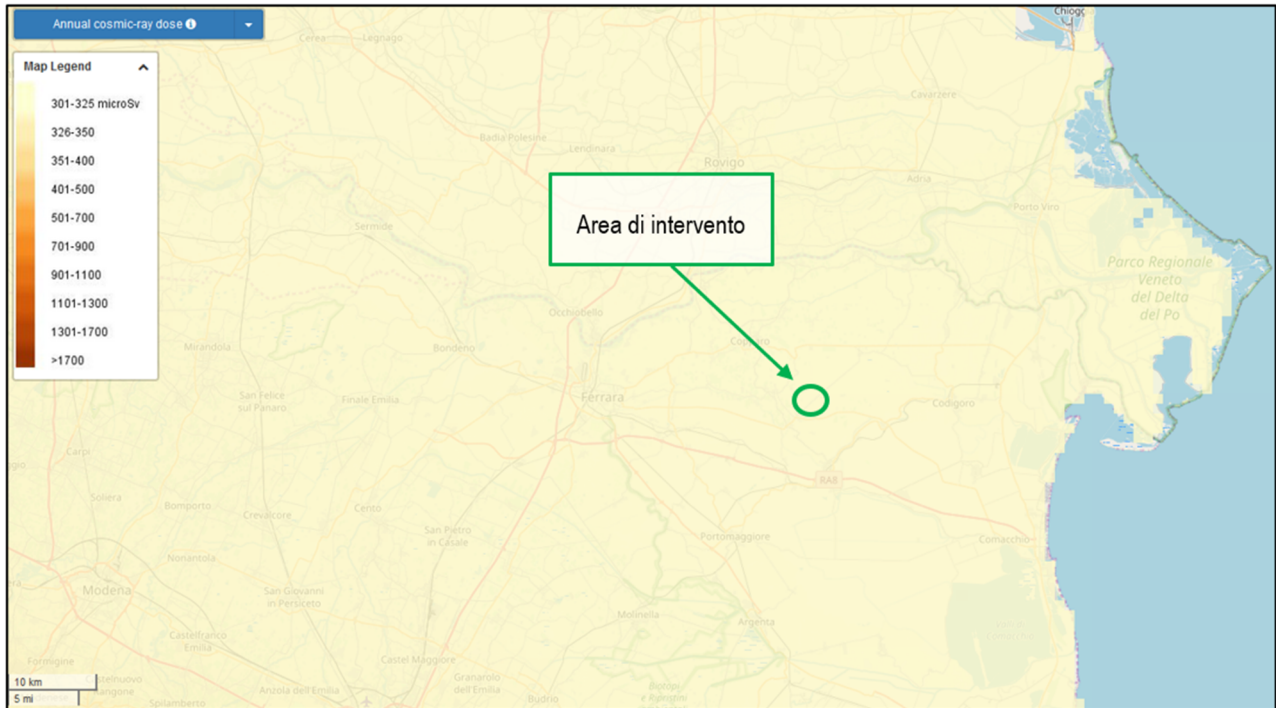 Annual cosmic-ray dose
Chiogg
Cerea
Legnago
Map Legend
301-325 microSv
326-350
351-400
401-500
501-700
701-900
901-1100
1101-1300
1301-1700
>1700
Cavarzere
Badia Polesine
Lendinara
Rovigo
Adria
Porto Viro
Sermide
Area di intervento
Parco Regionale
Veneto
del Delta
del Po
Occhiobello
Mirandola
Bondeno
Copparo
San Felice
sul Panaro
Finale Emilia
Ferrara
Codigoro
Carpi
Soliera
Bomporto
Crevalcore
Cento
San Pietro
in Casale
RA8
Portomaggiore
Comacchio
Nonantola
Modena
San Giovanni
in Persiceto
Molinella
Argenta
Castelfranco
Emilia
Formigine
Castel Maggiore
Granarolo
dell'Emilia
Anzola dell'Emilia
Budrio
Spilamberto
10 km
5 mi